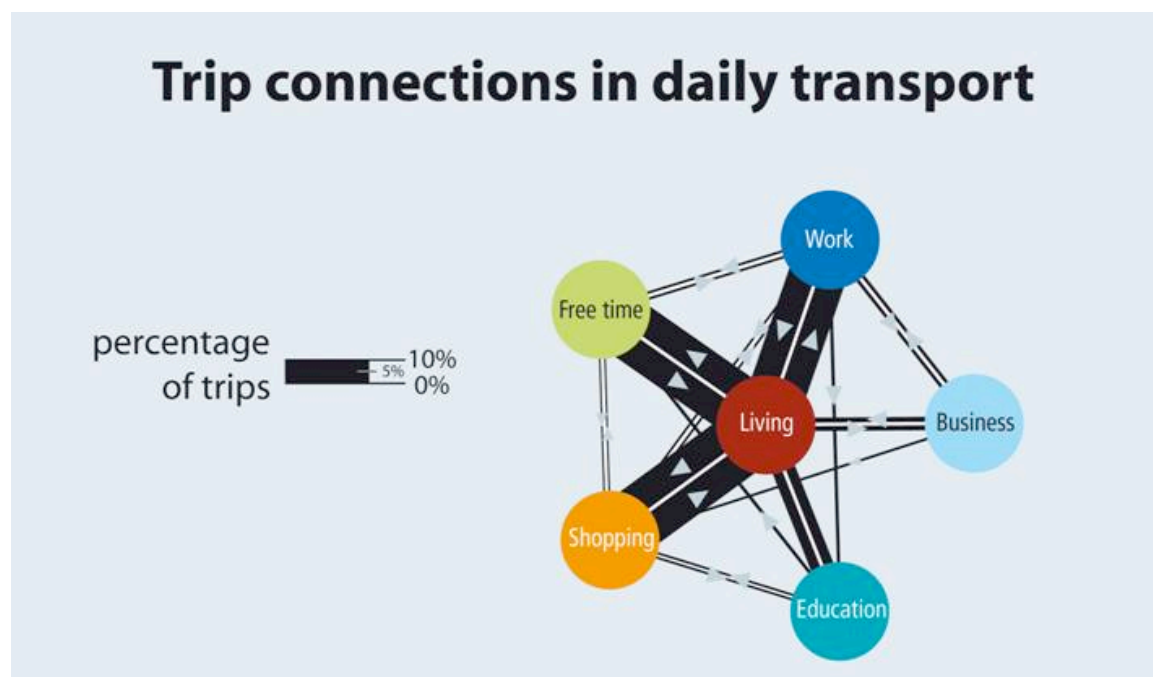 Trip connections in daily transport
percentage
of trips
5%
10%
0%
Work
Free time
Living
Business
Shopping
Education